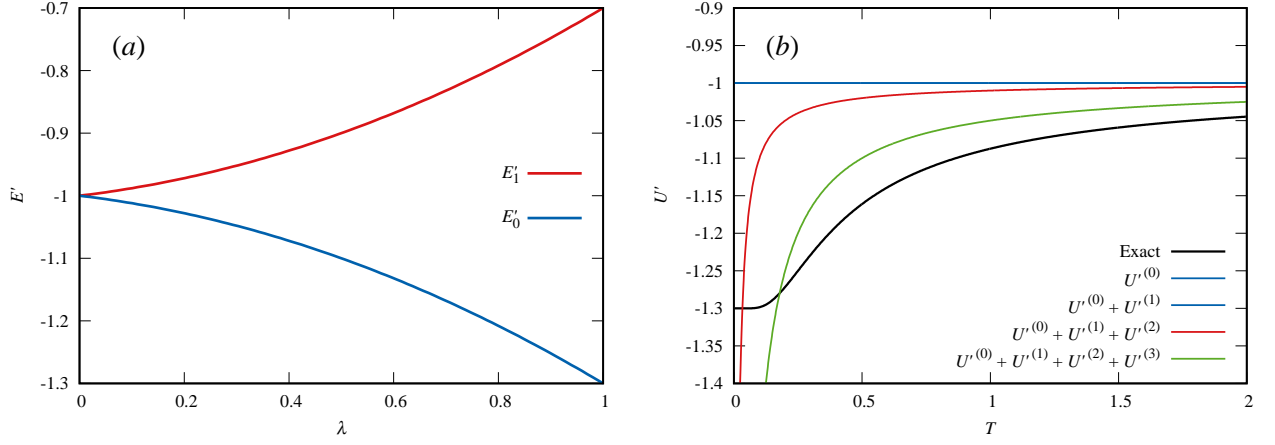 (a)
-0.7
-0.8
-0.9
-1
-1.1
-1.2
-1.3
E′
E′₁
E′₀
0 0.2 0.4 0.6 0.8 1
λ
(b)
-0.9
-0.95
-1
-1.05
-1.1
-1.15
-1.2
-1.25
-1.3
-1.35
-1.4
U′
Exact
U′⁽⁰⁾
U′⁽⁰⁾ + U′⁽¹⁾
U′⁽⁰⁾ + U′⁽¹⁾ + U′⁽²⁾
U′⁽⁰⁾ + U′⁽¹⁾ + U′⁽²⁾ + U′⁽³⁾
0 0.5 1 1.5 2
T